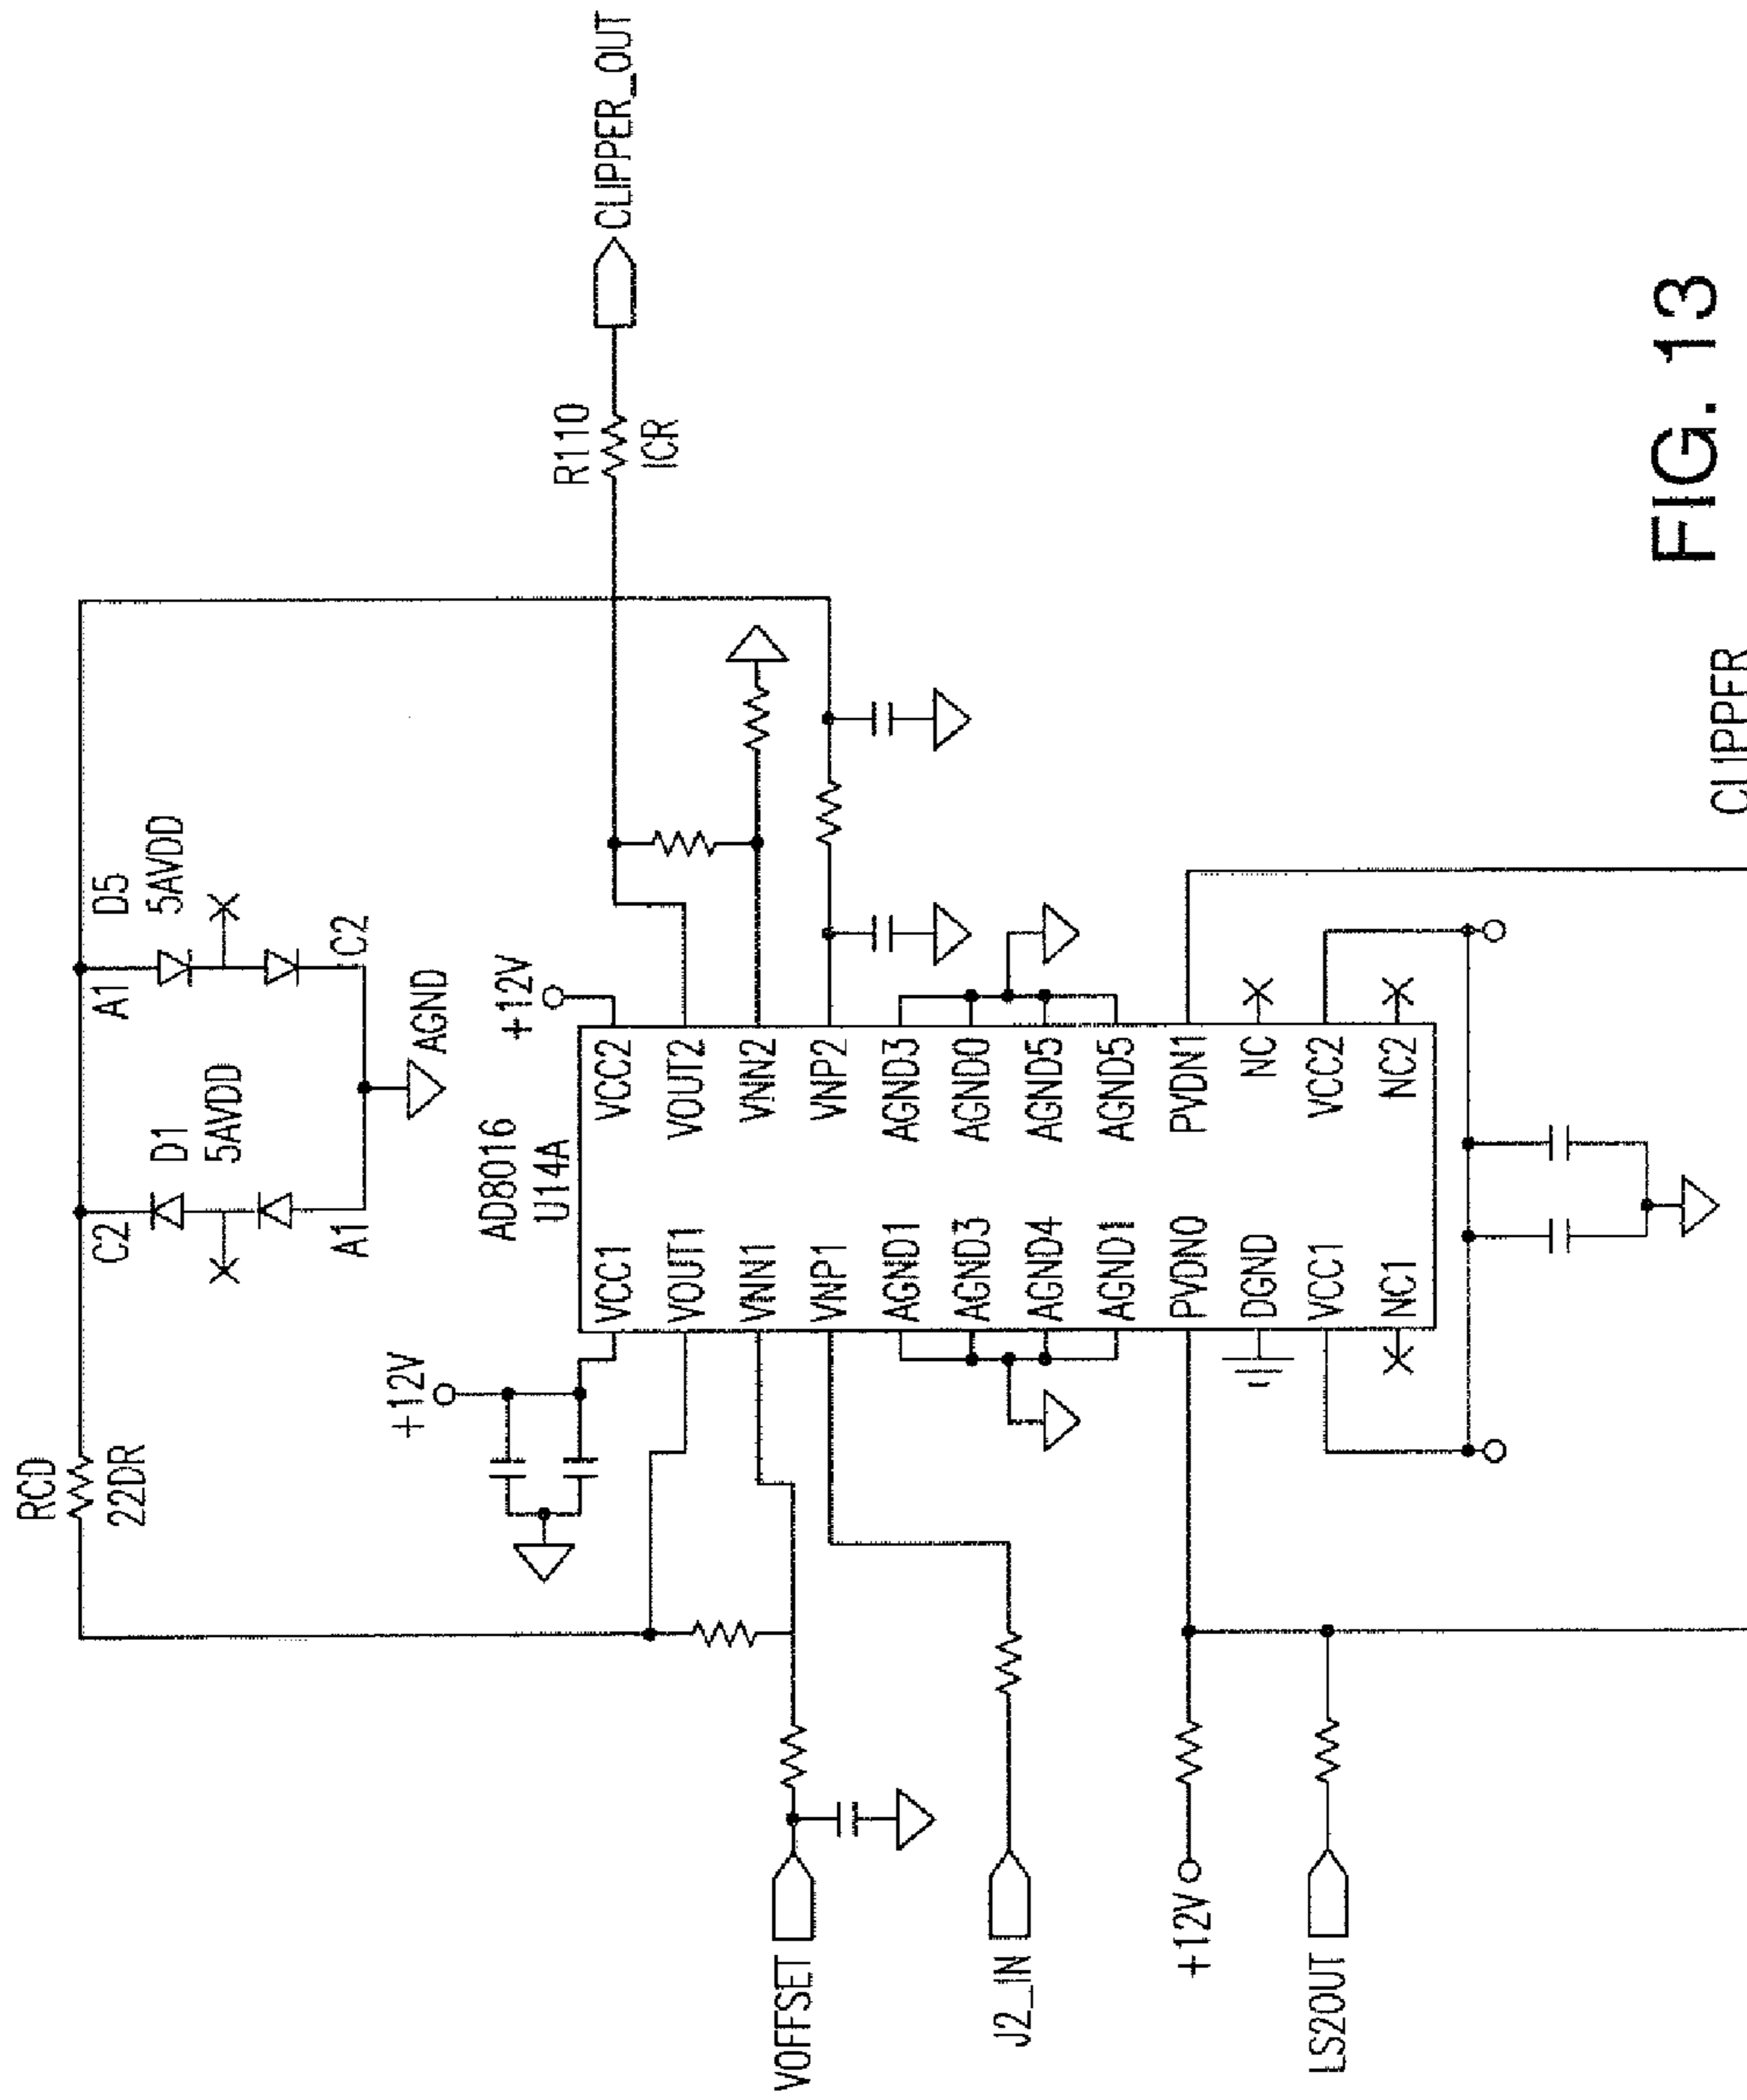 RCD
22DR
C2
D1
5AVDD
A1
A1
D5
5AVDD
C2
AGND
+12V
+12V
AD8016
U14A
VCC1
VOUT1
VNN1
VNP1
AGND1
AGND3
AGND4
AGND1
PVDN0
DGND
VCC1
NC1
VCC2
VOUT2
VNN2
VNP2
AGND3
AGND0
AGND5
AGND5
PVDN1
NC
VCC2
NC2
R110
ICR
CLIPPER_OUT
VOFFSET
J2_IN
+12V
LS2OUT
CLIPPER
FIG. 13